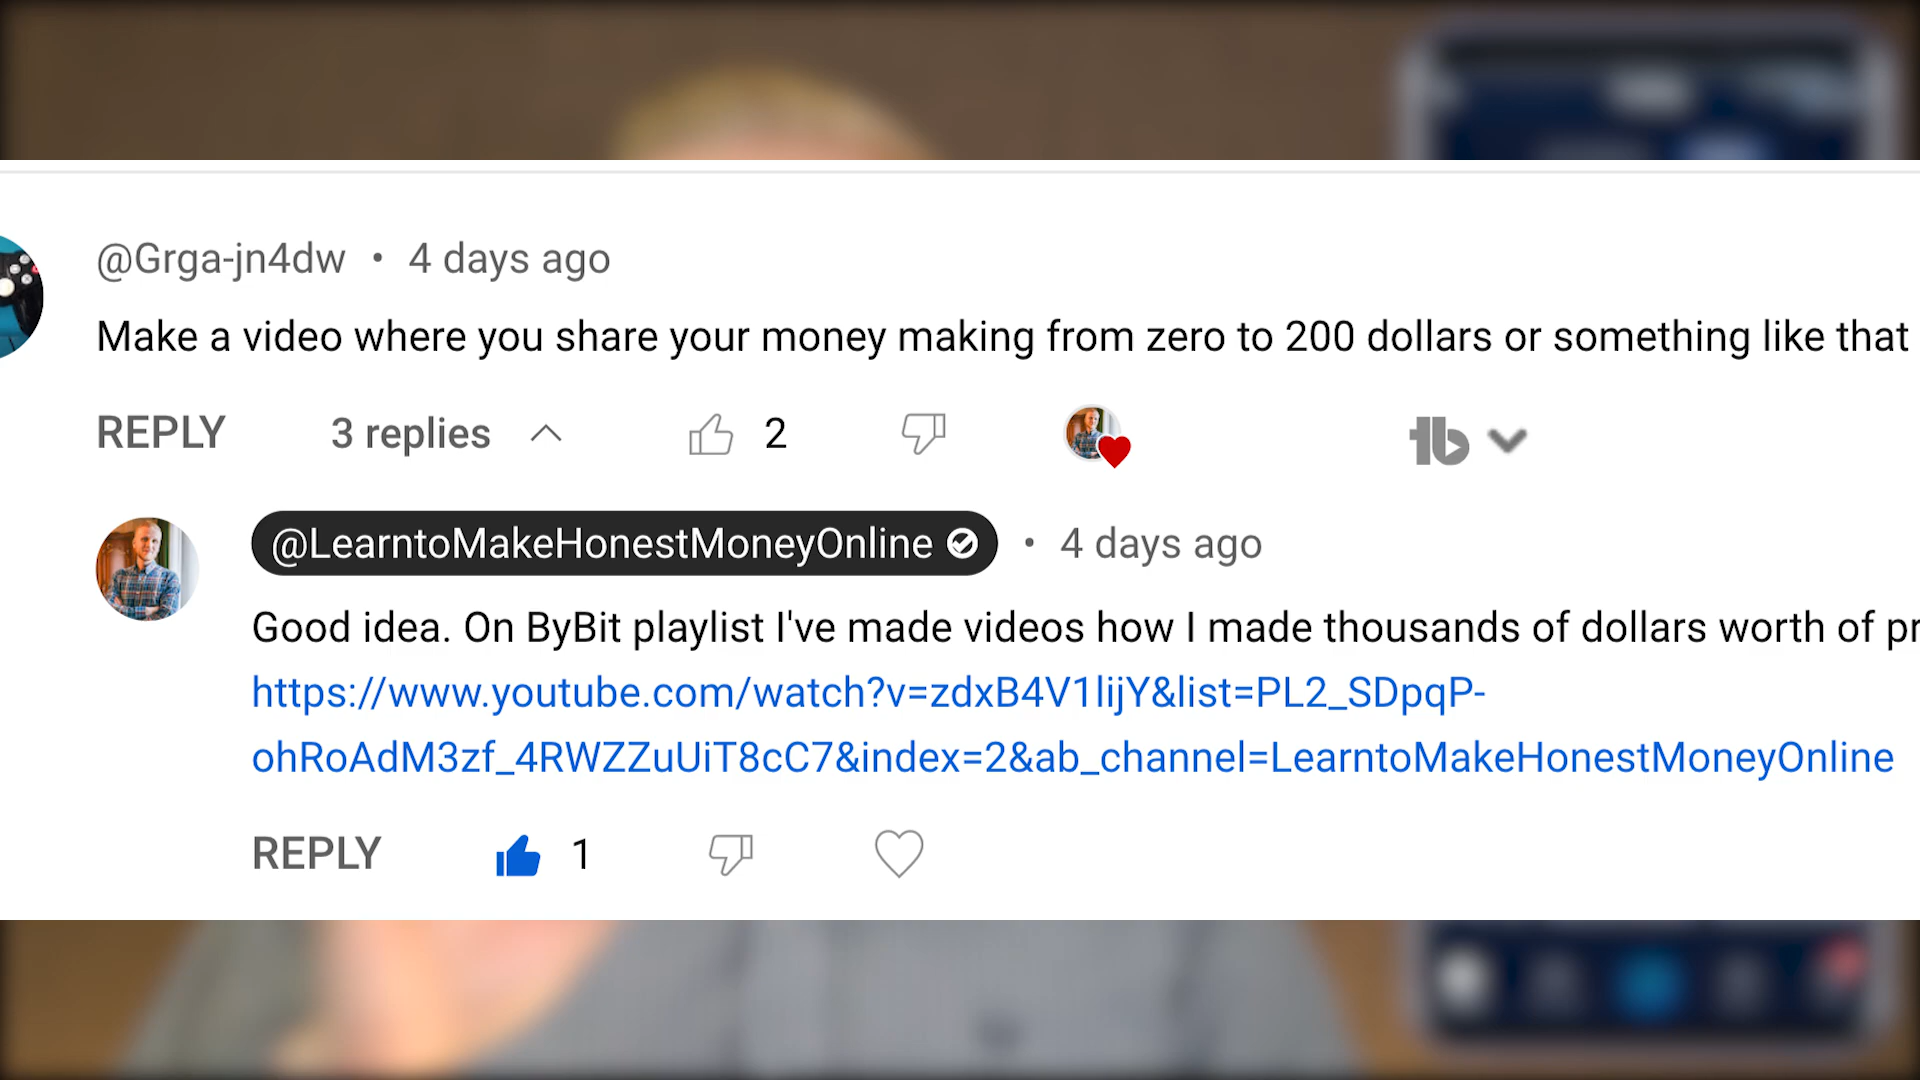 @Grga-jn4dw • 4 days ago
Make a video where you share your money making from zero to 200 dollars or something like that
REPLY 3 replies 2 tb
@LearntoMakeHonestMoneyOnline • 4 days ago
Good idea. On ByBit playlist I've made videos how I made thousands of dollars worth of
https://www.youtube.com/watch?v=zdxB4V1lijY&list=PL2_SDpqP-
ohRoAdM3zf_4RWZZuUiT8cC7&index=2&ab_channel=LearntoMakeHonestMoneyOnline
REPLY 1